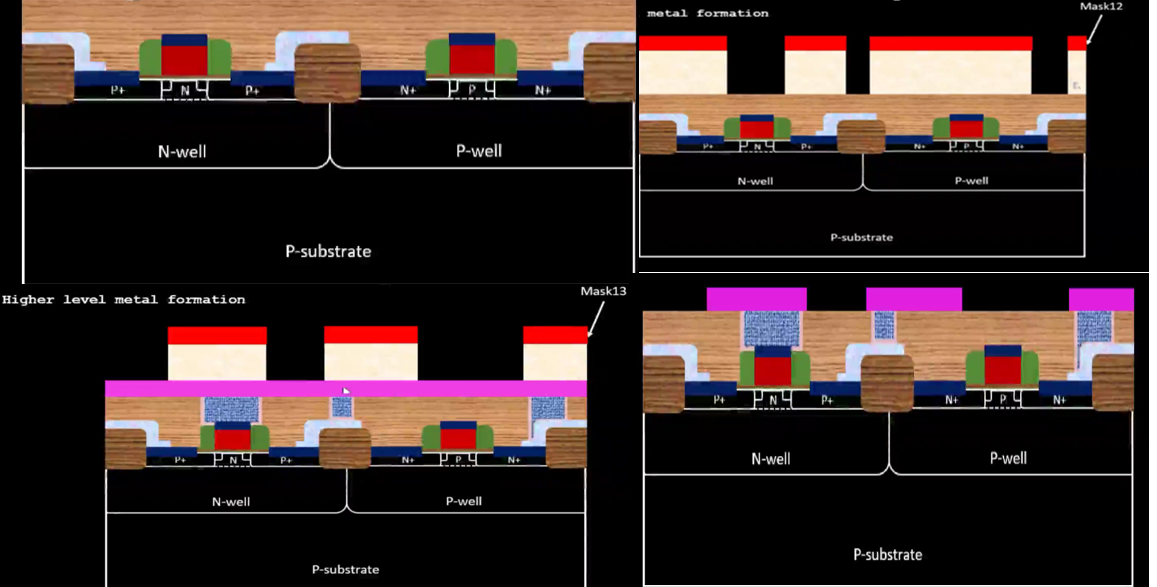 P+ N P+ N+ P N+
N-well P-well
P-substrate
metal formation
Mask12
P+ N P+ N+ P N+
N-well P-well
P-substrate
Higher level metal formation
Mask13
P+ N P+ N+ P N+
N-well P-well
P-substrate
P+ N P+ N+ P N+
N-well P-well
P-substrate